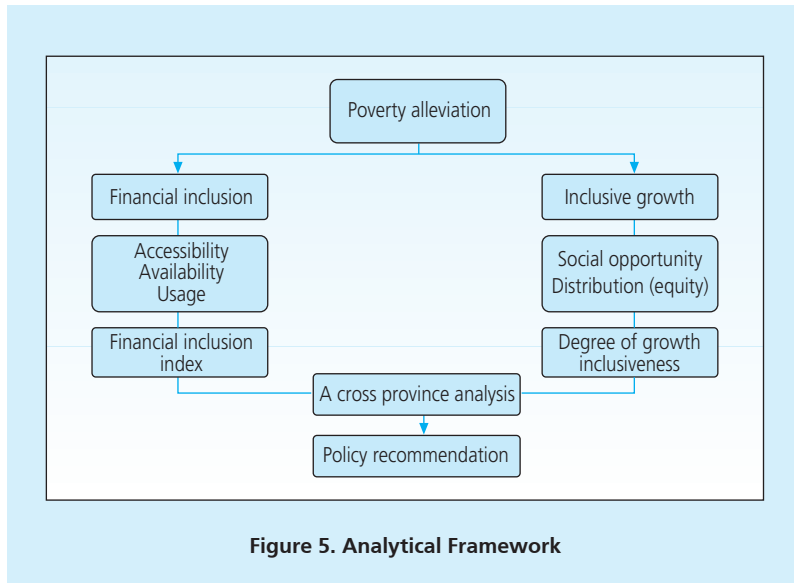 Poverty alleviation
Financial inclusion
Inclusive growth
Accessibility
Availability
Usage
Social opportunity
Distribution (equity)
Financial inclusion
index
Degree of growth
inclusiveness
A cross province analysis
Policy recommendation
Figure 5. Analytical Framework